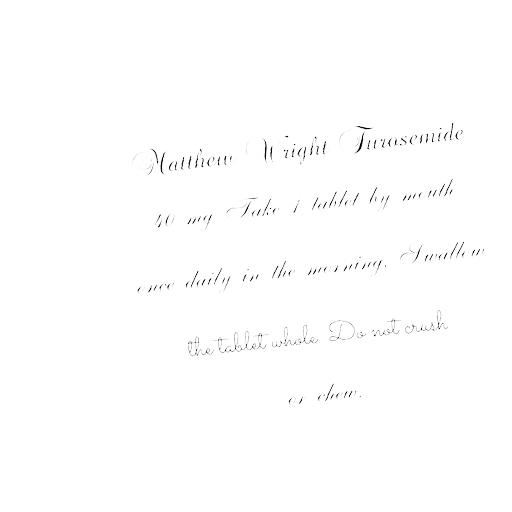 Matthew Wright Furosemide
40 mg Take 1 tablet by mouth
once daily in the morning. Swallow
the tablet whole. Do not crush
or chew.